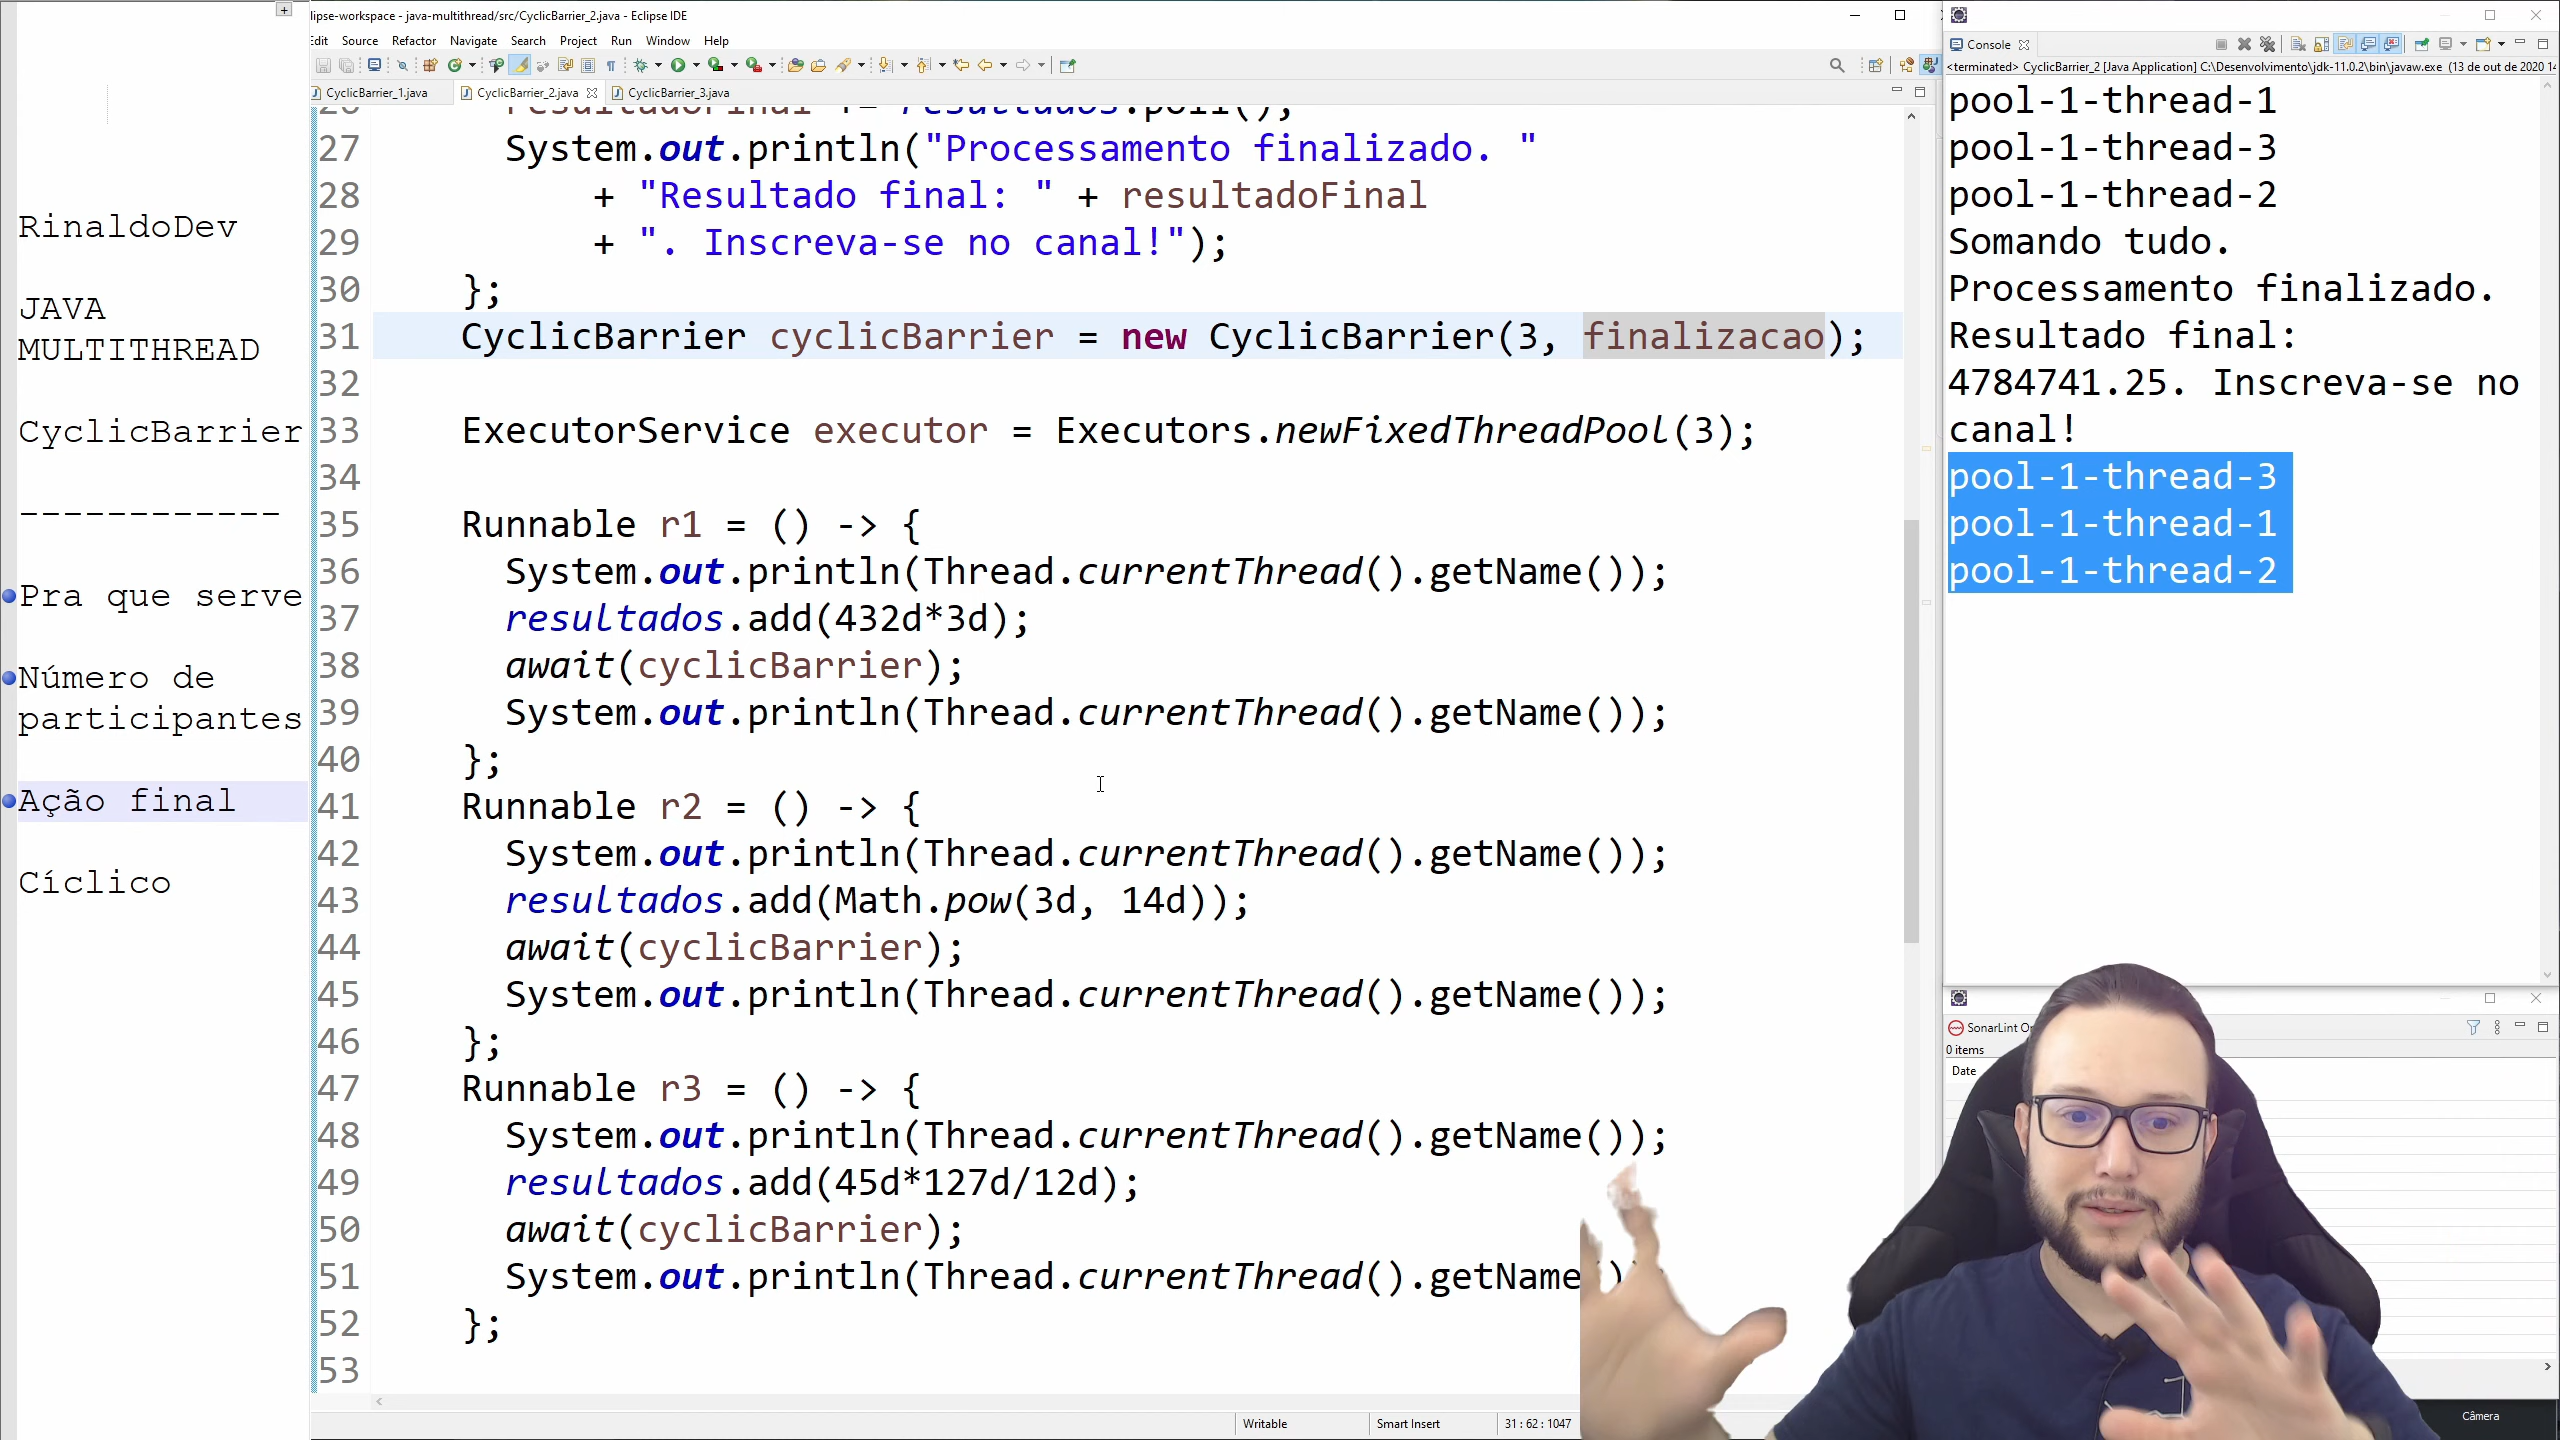 lipse-workspace - java-multithread/src/CyclicBarrier_2.java - Eclipse IDE
Edit Source Refactor Navigate Search Project Run Window Help
CyclicBarrier_1.java CyclicBarrier_2.java CyclicBarrier_3.java
RinaldoDev
JAVA
MULTITHREAD
CyclicBarrier
------------
Pra que serve
Número de
participantes
Ação final
Cíclico
26 resultadoFinal += resultados.poll();
27 System.out.println("Processamento finalizado. "
28 + "Resultado final: " + resultadoFinal
29 + ". Inscreva-se no canal!");
30 };
31 CyclicBarrier cyclicBarrier = new CyclicBarrier(3, finalizacao);
32
33 ExecutorService executor = Executors.newFixedThreadPool(3);
34
35 Runnable r1 = () -> {
36 System.out.println(Thread.currentThread().getName());
37 resultados.add(432d*3d);
38 await(cyclicBarrier);
39 System.out.println(Thread.currentThread().getName());
40 };
41 Runnable r2 = () -> {
42 System.out.println(Thread.currentThread().getName());
43 resultados.add(Math.pow(3d, 14d));
44 await(cyclicBarrier);
45 System.out.println(Thread.currentThread().getName());
46 };
47 Runnable r3 = () -> {
48 System.out.println(Thread.currentThread().getName());
49 resultados.add(45d*127d/12d);
50 await(cyclicBarrier);
51 System.out.println(Thread.currentThread().getName()
52 };
53
Writable Smart Insert 31 : 62 : 1047
Console
<terminated> CyclicBarrier_2 [Java Application] C:\Desenvolvimento\jdk-11.0.2\bin\javaw.exe (13 de out de 2020 14
pool-1-thread-1
pool-1-thread-3
pool-1-thread-2
Somando tudo.
Processamento finalizado.
Resultado final:
4784741.25. Inscreva-se no
canal!
pool-1-thread-3
pool-1-thread-1
pool-1-thread-2
SonarLint
0 items
Date
Câmera